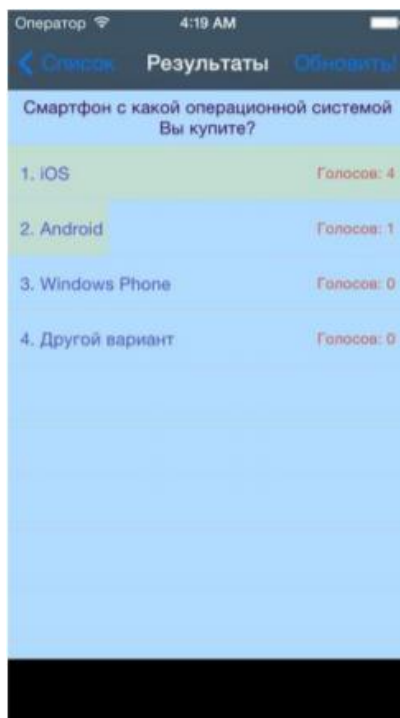 Оператор 4:19 AM
Список Результаты Обновить!
Смартфон с какой операционной системой
Вы купите?
1. iOS Голосов: 4
2. Android Голосов: 1
3. Windows Phone Голосов: 0
4. Другой вариант Голосов: 0